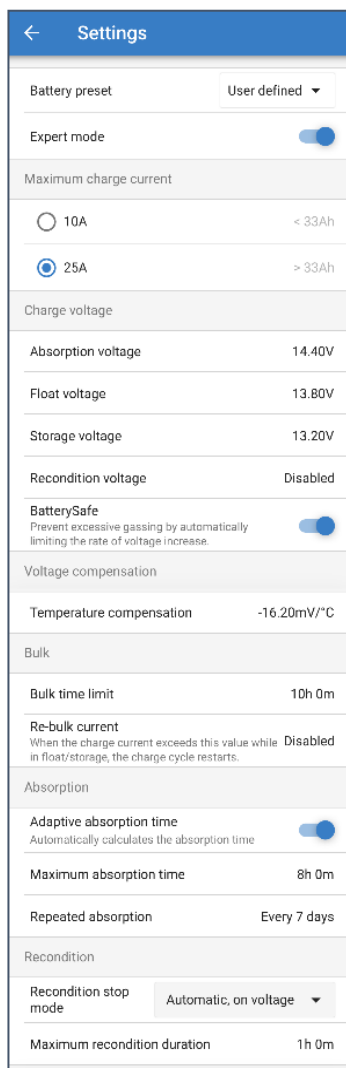 Settings
Battery preset User defined
Expert mode
Maximum charge current
10A < 33Ah
25A > 33Ah
Charge voltage
Absorption voltage 14.40V
Float voltage 13.80V
Storage voltage 13.20V
Recondition voltage Disabled
BatterySafe
Prevent excessive gassing by automatically
limiting the rate of voltage increase.
Voltage compensation
Temperature compensation -16.20mV/°C
Bulk
Bulk time limit 10h 0m
Re-bulk current
When the charge current exceeds this value while Disabled
in float/storage, the charge cycle restarts.
Absorption
Adaptive absorption time
Automatically calculates the absorption time
Maximum absorption time 8h 0m
Repeated absorption Every 7 days
Recondition
Recondition stop
mode Automatic, on voltage
Maximum recondition duration 1h 0m